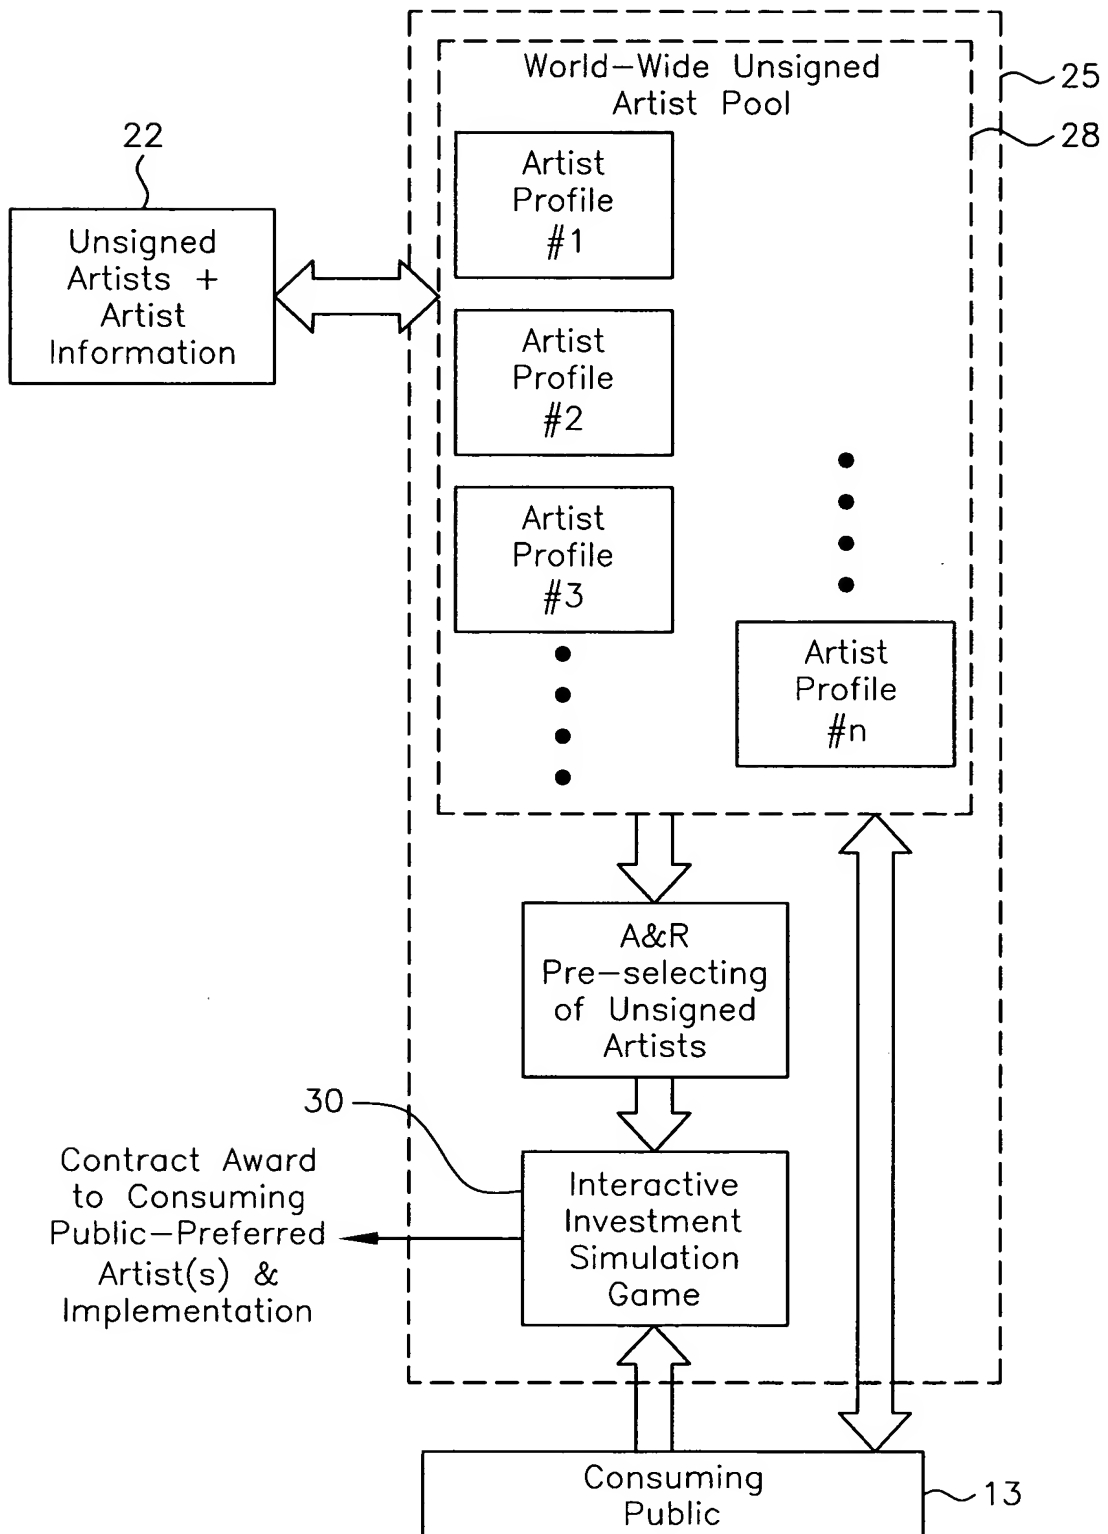 World-Wide Unsigned
Artist Pool
25
28
22
Unsigned
Artists +
Artist
Information
Artist
Profile
#1
Artist
Profile
#2
Artist
Profile
#3
Artist
Profile
#n
A&R
Pre-selecting
of Unsigned
Artists
30
Contract Award
to Consuming
Public-Preferred
Artist(s) &
Implementation
Interactive
Investment
Simulation
Game
Consuming
Public
13